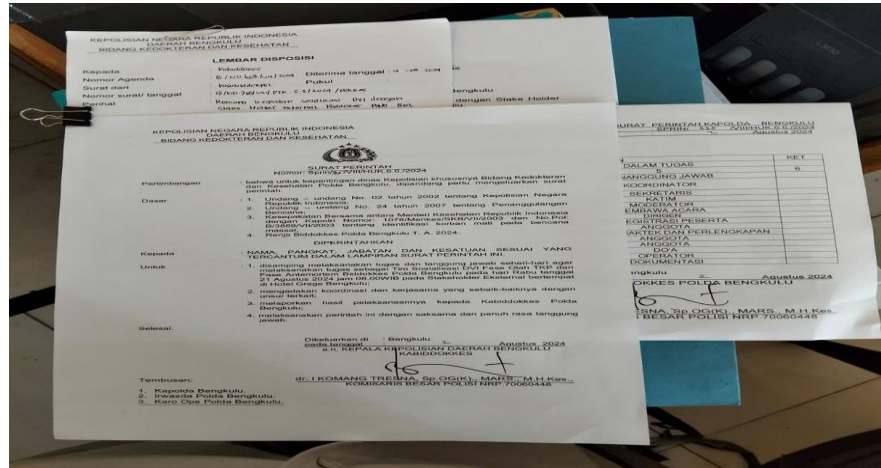 KEPOLISIAN NEGARA REPUBLIK INDONESIA
DAERAH BENGKULU
BIDANG KEDOKTERAN DAN KESEHATAN
LEMBAR DISPOSISI
Kepada :
Nomor Agenda : Diterima tanggal :
Surat dari : Pukul
Nomor surat/ tanggal
Perihal
engkulu
dengan Stake Holder
KEPOLISIAN NEGARA REPUBLIK INDONESIA
DAERAH BENGKULU
BIDANG KEDOKTERAN DAN KESEHATAN
SURAT PERINTAH
Nomor: Sprin/ /VIII/HUK.6.6./2024
Pertimbangan : bahwa untuk kepentingan dinas Kepolisian khususnya Bidang Kedokteran
dan Kesehatan Polda Bengkulu, dipandang perlu mengeluarkan surat
perintah.
Dasar : 1. Undang – undang No. 02 tahun 2002 tentang Kepolisian Negara
Republik Indonesia;
2. Undang – undang No. 24 tahun 2007 tentang Penanggulangan
Bencana;
3. Kesepakatan Bersama antara Menteri Kesehatan Republik Indonesia
dengan Kapolri Nomor: 1078/Menkes/SKB/VII/2003 dan No.Pol:
tentang identifikasi korban mati pada bencana
massal;
4. Renja Biddokkes Polda Bengkulu T. A. 2024.
DIPERINTAHKAN
Kepada : NAMA, PANGKAT, JABATAN DAN KESATUAN SESUAI YANG
TERCANTUM DALAM LAMPIRAN SURAT PERINTAH INI.
Untuk : 1. disamping melaksanakan tugas dan tanggung jawab sehari-hari agar
melaksanakan tugas sebagai Tim Sosialisasi DVI Fase Olah TKP dan
Fase Antemortem Biddokkes Polda Bengkulu pada hari Rabu tanggal
21 Agustus 2024 jam 08.00WIB pada Stakeholder Eksternal bertempat
di Hotel Grage Bengkulu;
2. mengadakan koordinasi dan kerjasama yang sebaik-baiknya dengan
unsur terkait;
3. melaporkan hasil pelaksanaannya kepada Kabiddokkes Polda
Bengkulu;
4. melaksanakan perintah ini dengan saksama dan penuh rasa tanggung
jawab.
Selesai.
Dikeluarkan di : Bengkulu
pada tanggal : 2 Agustus 2024
a.n. KEPALA KEPOLISIAN DAERAH BENGKULU
KABIDDOKKES
dr. I KOMANG TRESNA, Sp.OG(K)., MARS., M.H.Kes.
KOMISARIS BESAR POLISI NRP 70060448
Tembusan:
1. Kapolda Bengkulu.
2. Irwasda Polda Bengkulu.
3. Karo Ops Polda Bengkulu.
SURAT PERINTAH KAPOLDA BENGKULU
SPRIN/ /VIII/HUK.6.6/2024
2 Agustus 2024
DALAM TUGAS KET
5 6
NANGGUNG JAWAB
KOORDINATOR
SEKRETARIS
KATIM
MODERATOR
EMBAWA ACARA
DIRIGEN
EGISTRASI PESERTA
ANGGOTA
AKTEK DAN PERLENGKAPAN
ANGGOTA
ANGGOTA
DO'A
OPERATOR
DOKUMENTASI
engkulu
2 Agustus 2024
OKKES POLDA BENGKULU
ESNA, Sp.OG(K)., MARS., M.H.Kes.
BESAR POLISI NRP 70060448